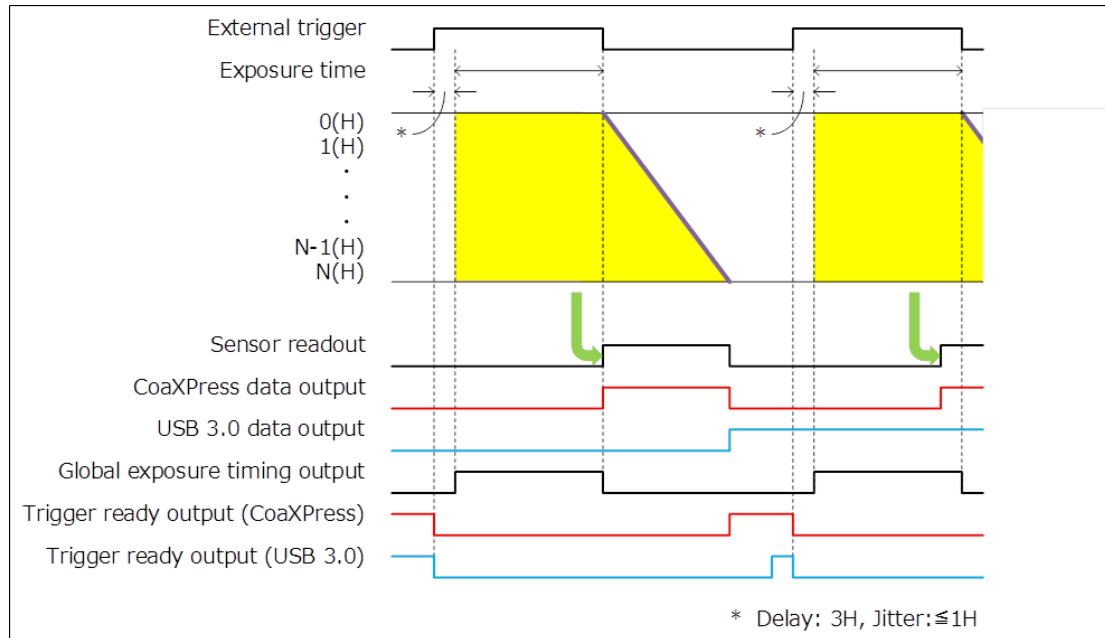 External trigger
Exposure time
*
*
0(H)
1(H)
.
.
.
N-1(H)
N(H)
Sensor readout
CoaXPress data output
USB 3.0 data output
Global exposure timing output
Trigger ready output (CoaXPress)
Trigger ready output (USB 3.0)
* Delay: 3H, Jitter:≦1H